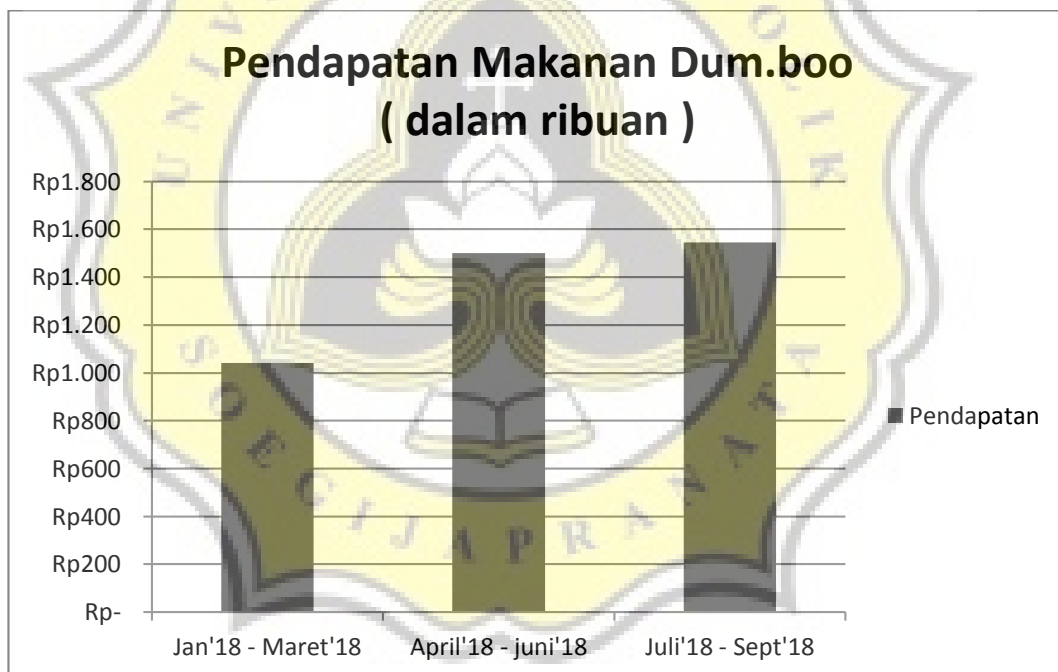 Pendapatan Makanan Dum.boo
( dalam ribuan )
Rp1.800
Rp1.600
Rp1.400
Rp1.200
Rp1.000
Rp800
Rp600
Rp400
Rp200
Rp-
Jan'18 - Maret'18
April'18 - juni'18
Juli'18 - Sept'18
Pendapatan
SOEGIJAPRANATA